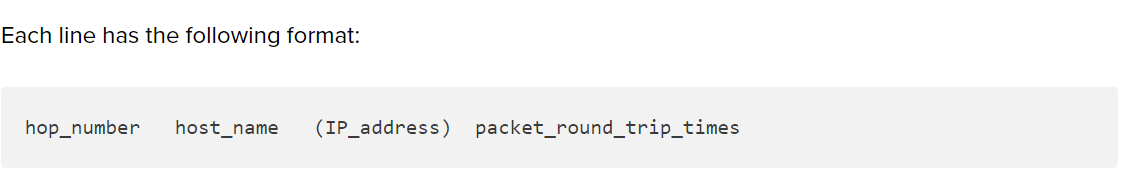 Each line has the following format:
hop_number   host_name   (IP_address)  packet_round_trip_times